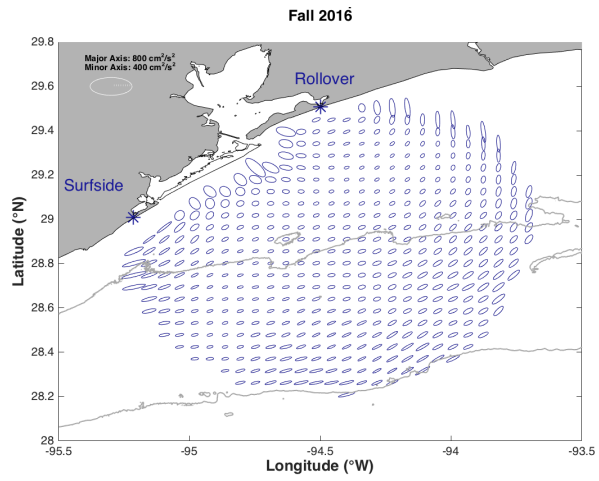 Fall 2016
29.8
Major Axis: 800 cm²/s²
Minor Axis: 400 cm²/s²
Rollover
29.6
29.4
29.2
Surfside
29
28.8
28.6
28.4
28.2
28
Latitude (°N)
-95.5 -95 -94.5 -94 -93.5
Longitude (°W)